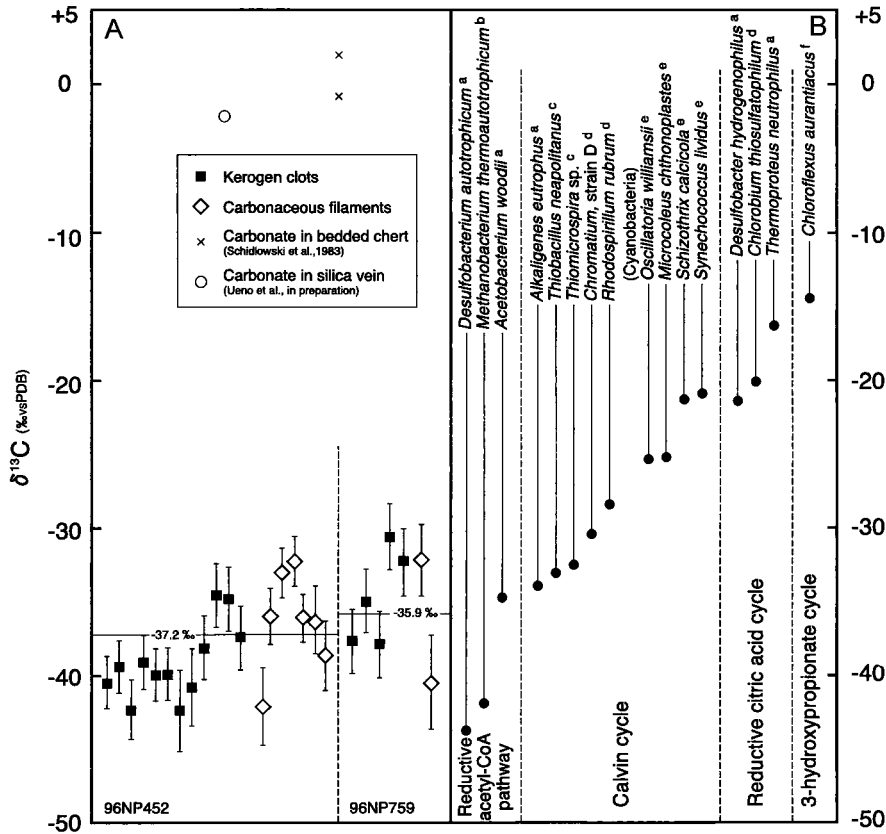 A
+5
0
-10
-20
-30
-40
-50
δ¹³C (‰vsPDB)
Kerogen clots
Carbonaceous filaments
Carbonate in bedded chert
(Schidlowski et al.,1983)
Carbonate in silica vein
(Ueno et al., in preparation)
-37.2 ‰
-35.9 ‰
96NP452
96NP759
B
Desulfobacterium autotrophicum a
Methanobacterium thermoautotrophicum b
Acetobacterium woodii a
Alkaligenes eutrophus a
Thiobacillus neapolitanus c
Thiomicrospira sp. c
Chromatium, strain D d
Rhodospirillum rubrum d
(Cyanobacteria)
Oscillatoria williamsii e
Microcoleus chthonoplastes e
Schizothrix calcicola e
Synechococcus lividus e
Desulfobacter hydrogenophilus a
Chlorobium thiosulfatophilum d
Thermoproteus neutrophilus a
Chloroflexus aurantiacus f
Reductive
acetyl-CoA
pathway
Calvin cycle
Reductive citric acid cycle
3-hydroxypropionate cycle
+5
0
-10
-20
-30
-40
-50